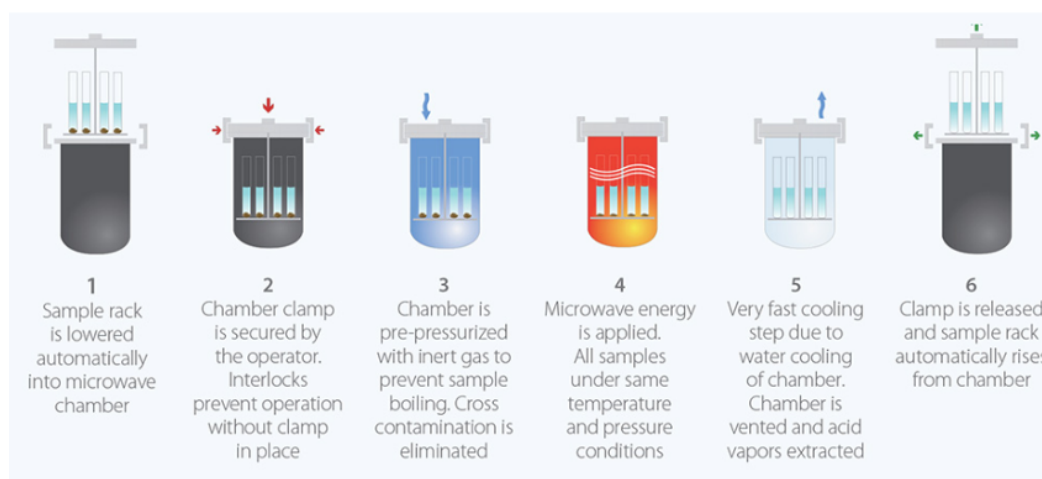 1
Sample rack
is lowered
automatically
into microwave
chamber
2
Chamber clamp
is secured by
the operator.
Interlocks
prevent operation
without clamp
in place
3
Chamber is
pre-pressurized
with inert gas to
prevent sample
boiling. Cross
contamination is
eliminated
4
Microwave energy
is applied.
All samples
under same
temperature
and pressure
conditions
5
Very fast cooling
step due to
water cooling
of chamber.
Chamber is
vented and acid
vapors extracted
6
Clamp is released
and sample rack
automatically rises
from chamber